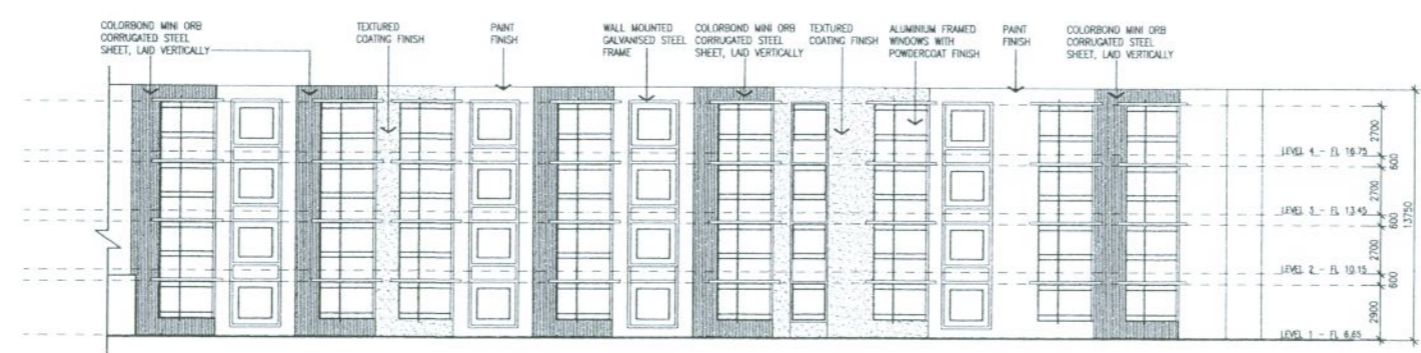 COLORBOND MINI ORB
CORRUGATED STEEL
SHEET, LAID VERTICALLY
TEXTURED
COATING FINISH
PAINT
FINISH
WALL MOUNTED
GALVANISED STEEL
FRAME
COLORBOND MINI ORB
CORRUGATED STEEL
SHEET, LAID VERTICALLY
TEXTURED
COATING FINISH
ALUMINIUM FRAMED
WINDOWS WITH
POWDERCOAT FINISH
PAINT
FINISH
COLORBOND MINI ORB
CORRUGATED STEEL
SHEET, LAID VERTICALLY
2700
LEVEL 4 - FL 16.75
600
2700
LEVEL 3 - FL 13.45
600
13750
2700
LEVEL 2 - FL 10.15
600
2900
LEVEL 1 - FL 6.65